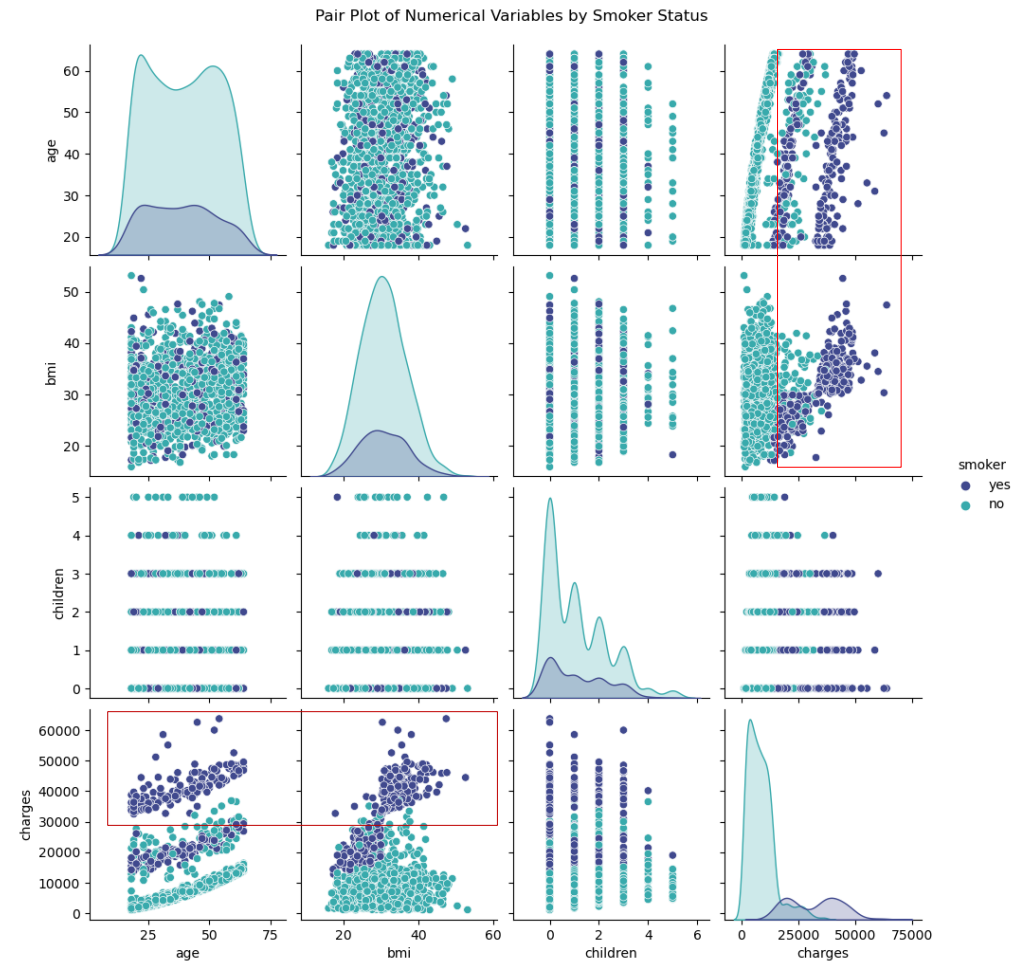 Pair Plot of Numerical Variables by Smoker Status
age
60
50
40
30
20
bmi
50
40
30
20
smoker
yes
no
children
5
4
3
2
1
0
charges
60000
50000
40000
30000
20000
10000
0
25 50 75 20 40 60 0 2 4 6 0 25000 50000 75000
age bmi children charges